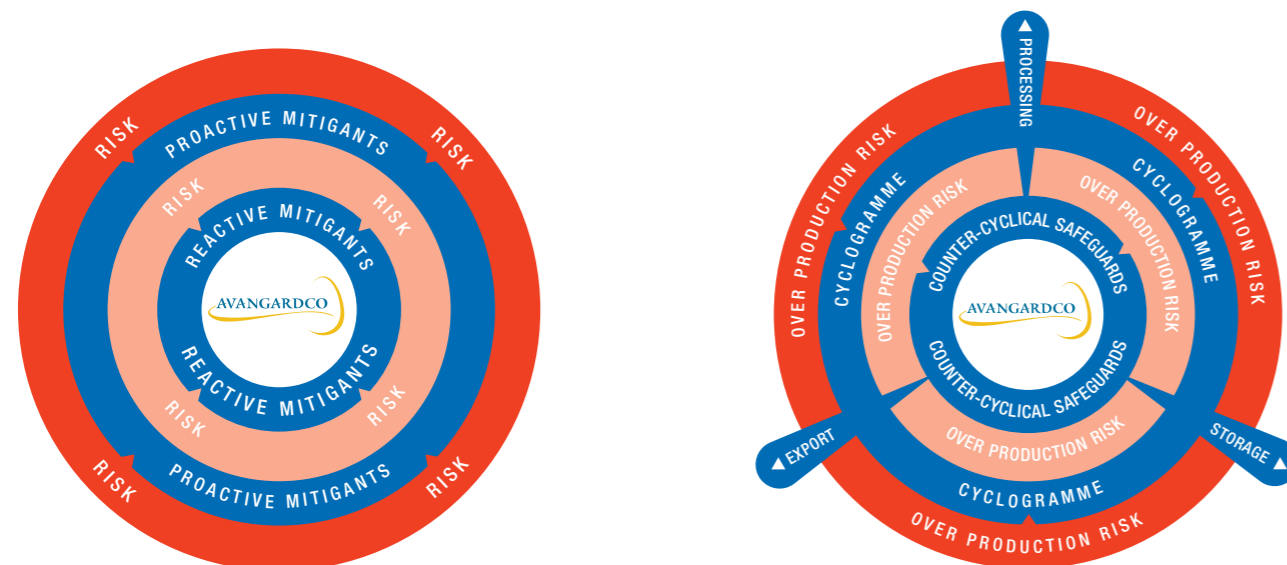 RISK
PROACTIVE MITIGANTS
RISK
RISK
REACTIVE MITIGANTS
RISK
AVANGARDCO
REACTIVE MITIGANTS
RISK
RISK
PROACTIVE MITIGANTS
RISK
RISK
PROCESSING
OVER PRODUCTION RISK
OVER PRODUCTION RISK
CYCLOGRAMME
CYCLOGRAMME
OVER PRODUCTION RISK
OVER PRODUCTION RISK
COUNTER-CYCLICAL SAFEGUARDS
AVANGARDCO
COUNTER-CYCLICAL SAFEGUARDS
OVER PRODUCTION RISK
EXPORT
STORAGE
CYCLOGRAMME
OVER PRODUCTION RISK